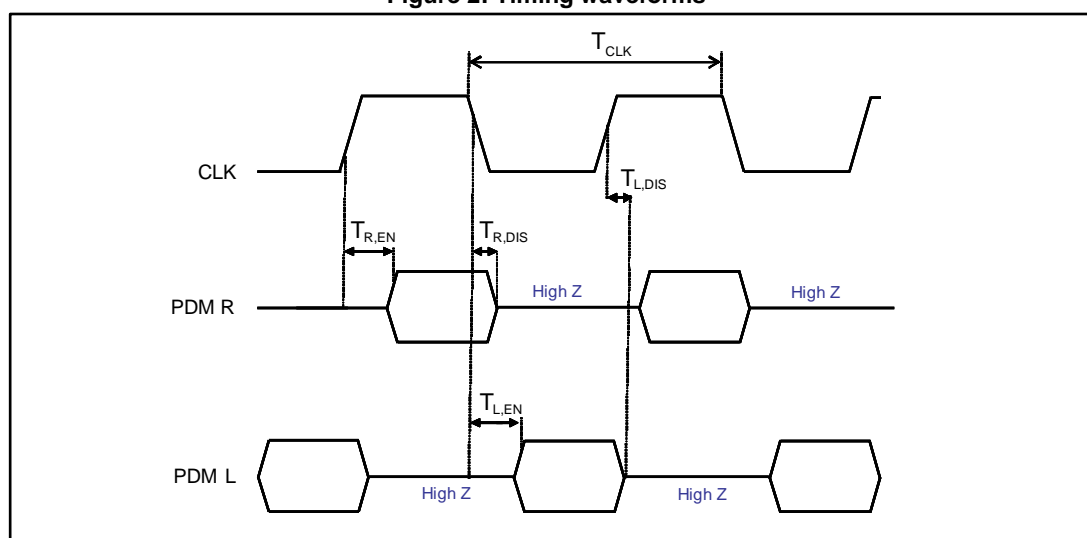 Figure 2. Timing waveforms
T_CLK
CLK
T_L,DIS
T_R,EN
T_R,DIS
PDM R
High Z
High Z
T_L,EN
PDM L
High Z
High Z